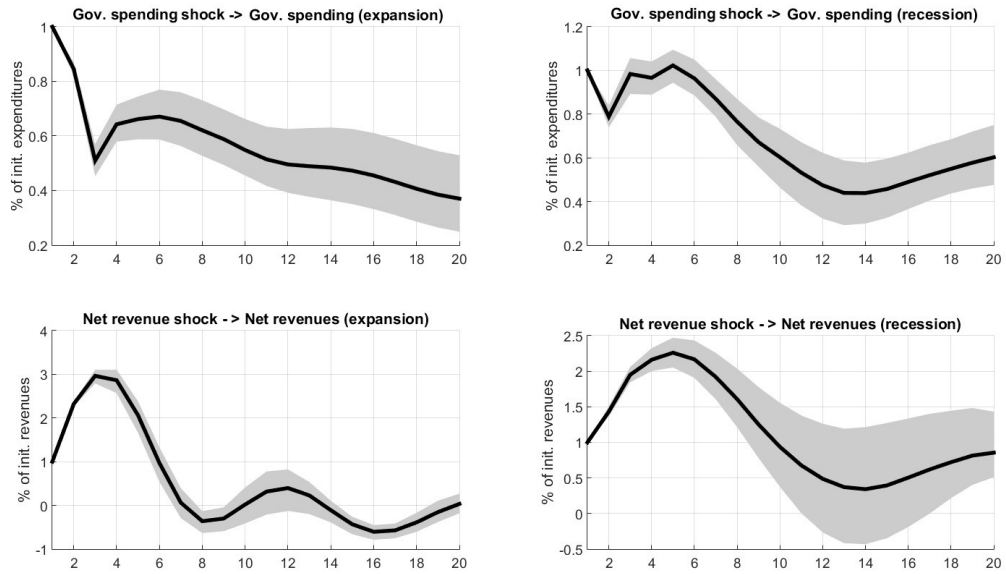 Gov. spending shock -> Gov. spending (expansion)
% of init. expenditures
1
0.8
0.6
0.4
0.2
2 4 6 8 10 12 14 16 18 20
Gov. spending shock -> Gov. spending (recession)
% of init. expenditures
1.2
1
0.8
0.6
0.4
0.2
2 4 6 8 10 12 14 16 18 20
Net revenue shock - > Net revenues (expansion)
% of init. revenues
4
3
2
1
0
-1
2 4 6 8 10 12 14 16 18 20
Net revenue shock - > Net revenues (recession)
% of init. revenues
2.5
2
1.5
1
0.5
0
-0.5
2 4 6 8 10 12 14 16 18 20